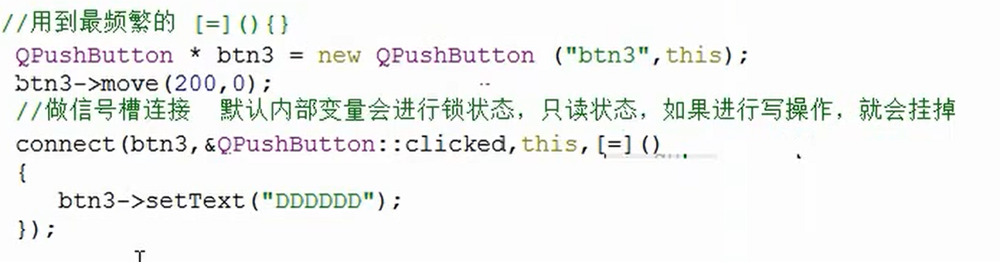 //用到最频繁的 [=](){}
QPushButton * btn3 = new QPushButton ("btn3",this);
btn3->move(200,0);
//做信号槽连接 默认内部变量会进行锁状态，只读状态，如果进行写操作，就会挂掉
connect(btn3,&QPushButton::clicked,this,[=]()
{
btn3->setText("DDDDDD");
});